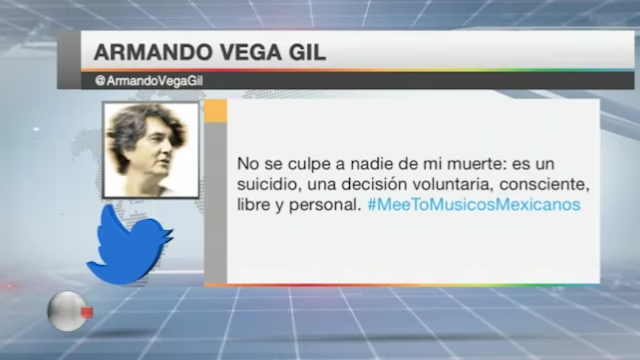 ARMANDO VEGA GIL
@ArmandoVegaGil
No se culpe a nadie de mi muerte: es un
suicidio, una decisión voluntaria, consciente,
libre y personal. #MeeToMusicosMexicanos